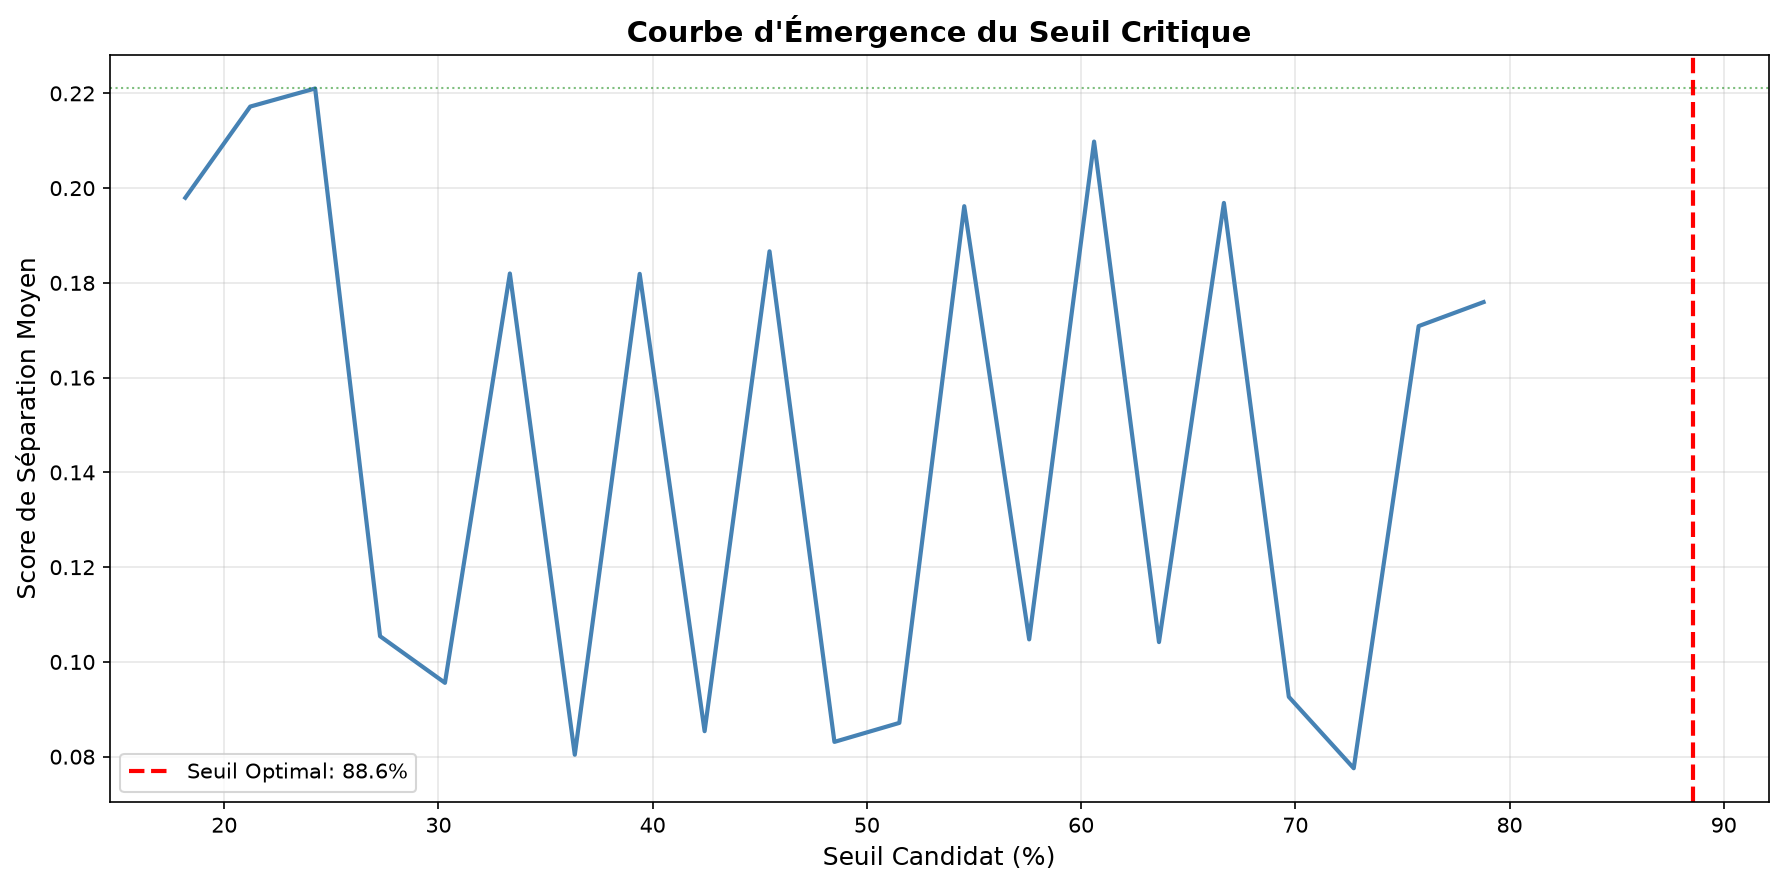 Courbe d'Émergence du Seuil Critique
Score de Séparation Moyen
0.22
0.20
0.18
0.16
0.14
0.12
0.10
0.08
Seuil Optimal: 88.6%
20 30 40 50 60 70 80 90
Seuil Candidat (%)